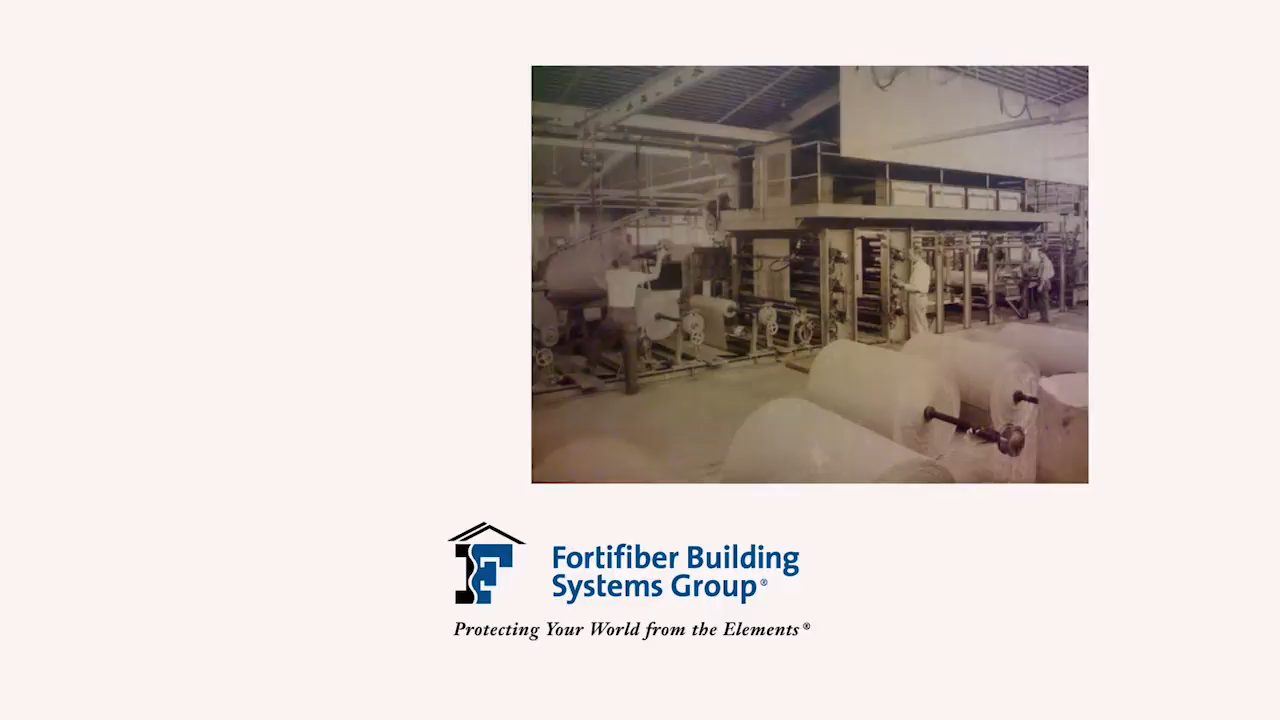 Fortifiber Building
Systems Group®
Protecting Your World from the Elements®